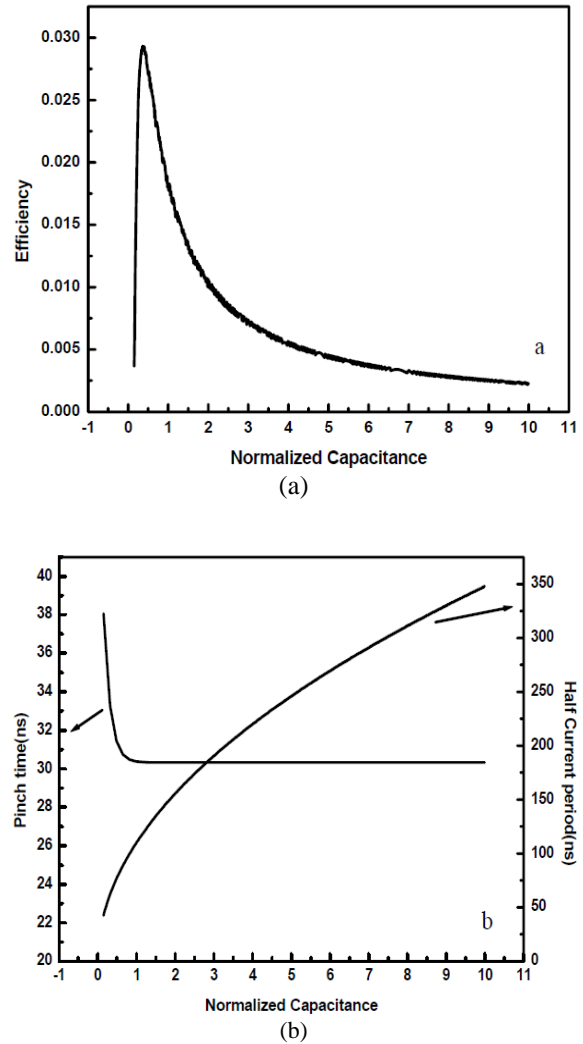 0.030
0.025
0.020
0.015
0.010
0.005
0.000
Efficiency
a
-1 0 1 2 3 4 5 6 7 8 9 10 11
Normalized Capacitance
(a)
40
38
36
34
32
30
28
26
24
22
20
Pinch time(ns)
350
300
250
200
150
100
50
0
Half Current period(ns)
b
-1 0 1 2 3 4 5 6 7 8 9 10 11
Normalized Capacitance
(b)